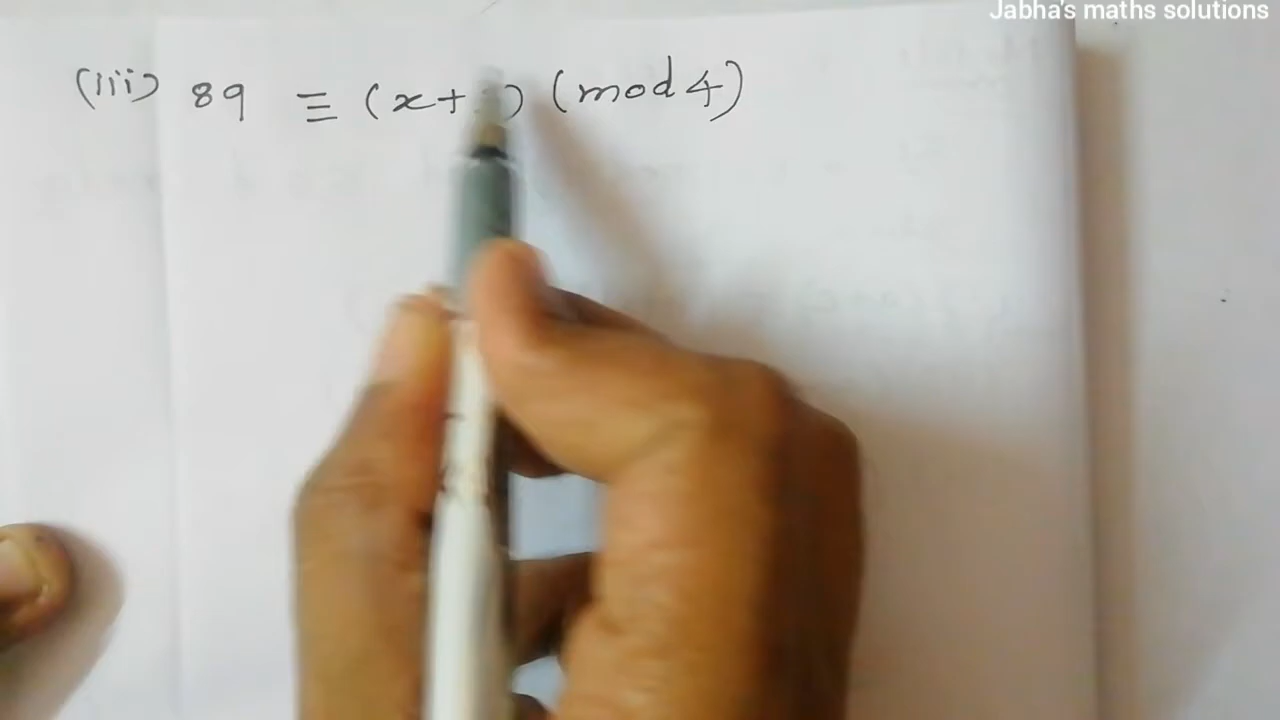 Jabha's maths solutions
(iii) 89 ≡ (x+ ) (mod 4)